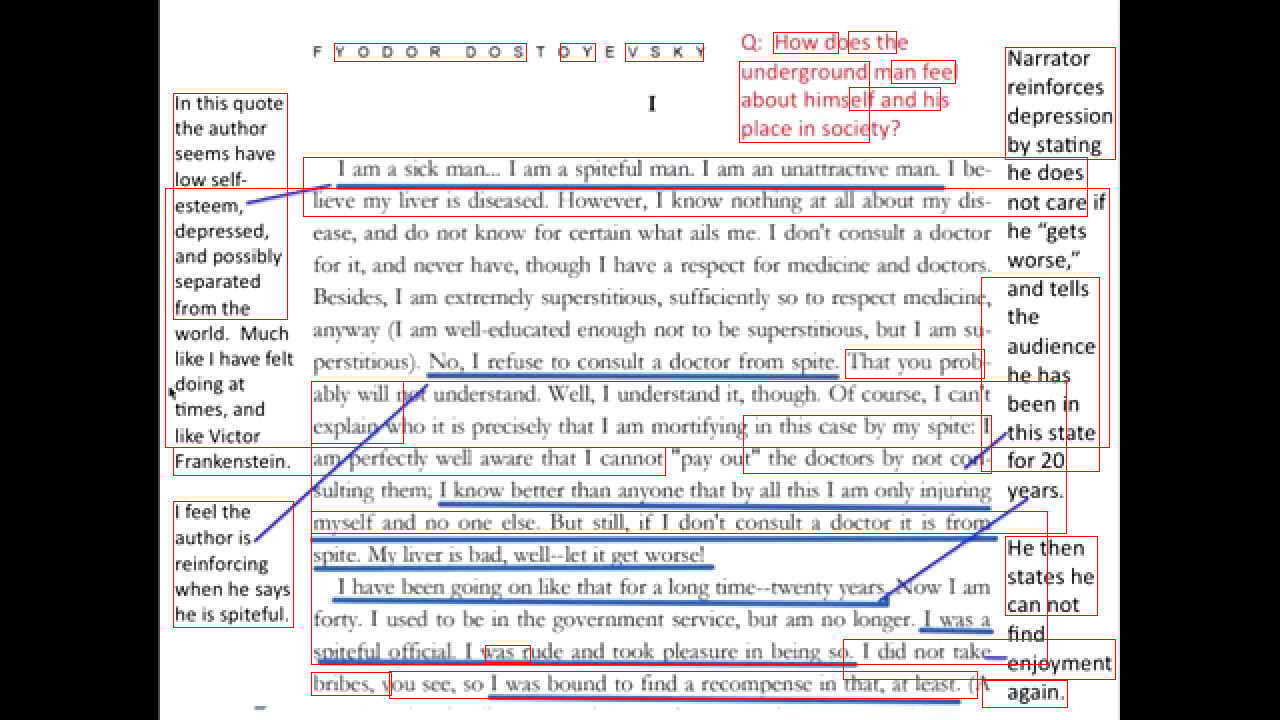 FYODOR DOSTOYEVSKY
Q: How does the
underground man feel
about himself and his
place in society?
I
In this quote
the author
seems have
low self-
esteem,
depressed,
and possibly
separated
from the
world. Much
like I have felt
doing at
times, and
like Victor
Frankenstein.
I feel the
author is
reinforcing
when he says
he is spiteful.
I am a sick man... I am a spiteful man. I am an unattractive man. I be-
lieve my liver is diseased. However, I know nothing at all about my dis-
ease, and do not know for certain what ails me. I don't consult a doctor
for it, and never have, though I have a respect for medicine and doctors.
Besides, I am extremely superstitious, sufficiently so to respect medicine,
anyway (I am well-educated enough not to be superstitious, but I am su-
perstitious). No, I refuse to consult a doctor from spite. That you prob-
ably will not understand. Well, I understand it, though. Of course, I can't
explain who it is precisely that I am mortifying in this case by my spite: I
am perfectly well aware that I cannot "pay out" the doctors by not con-
sulting them; I know better than anyone that by all this I am only injuring
myself and no one else. But still, if I don't consult a doctor it is from
spite. My liver is bad, well--let it get worse!
I have been going on like that for a long time--twenty years. Now I am
forty. I used to be in the government service, but am no longer. I was a
spiteful official. I was rude and took pleasure in being so. I did not take
bribes, you see, so I was bound to find a recompense in that, at least. (A
Narrator
reinforces
depression
by stating
he does
not care if
he “gets
worse,”
and tells
the
audience
he has
been in
this state
for 20
years.
He then
states he
can not
find
enjoyment
again.